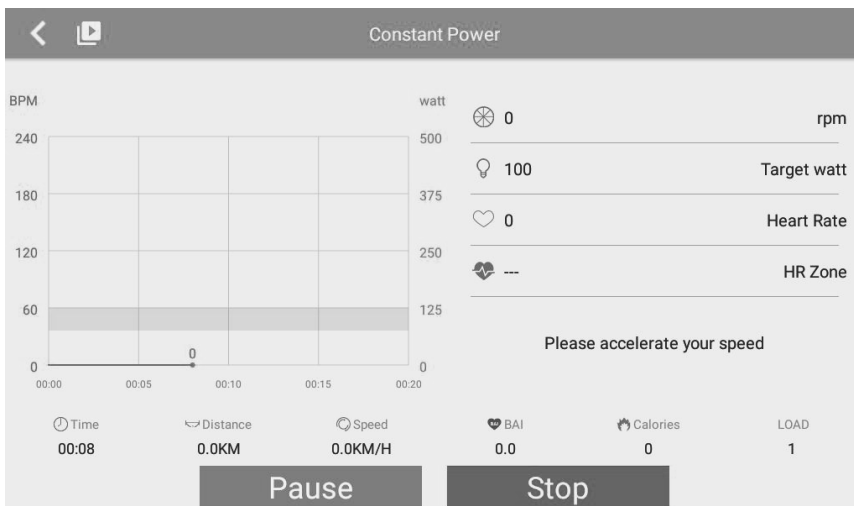 Constant Power
BPM
watt
240
180
120
60
0
500
375
250
125
0
0
00:00 00:05 00:10 00:15 00:20
0 rpm
100 Target watt
0 Heart Rate
--- HR Zone
Please accelerate your speed
Time Distance Speed BAI Calories LOAD
00:08 0.0KM 0.0KM/H 0.0 0 1
Pause Stop